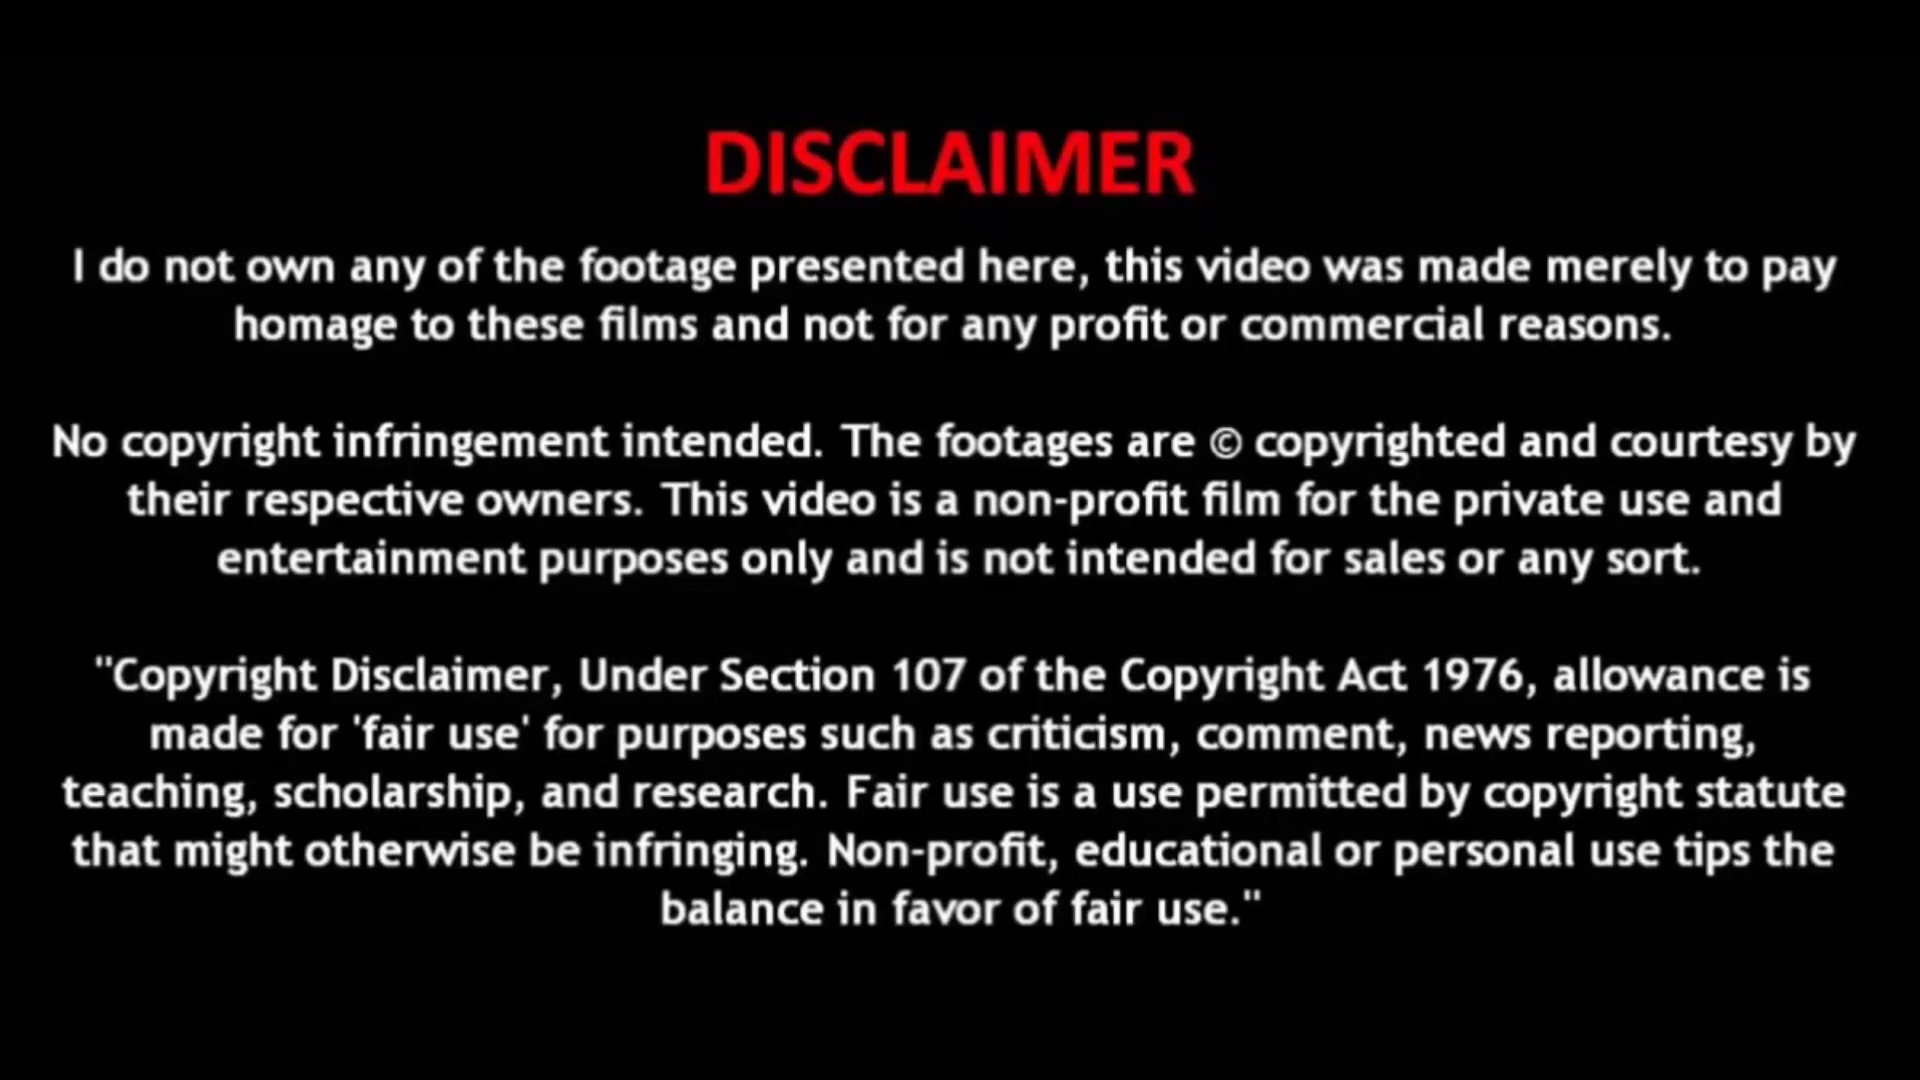 DISCLAIMER
I do not own any of the footage presented here, this video was made merely to pay
homage to these films and not for any profit or commercial reasons.
No copyright infringement intended. The footages are © copyrighted and courtesy by
their respective owners. This video is a non-profit film for the private use and
entertainment purposes only and is not intended for sales or any sort.
"Copyright Disclaimer, Under Section 107 of the Copyright Act 1976, allowance is
made for 'fair use' for purposes such as criticism, comment, news reporting,
teaching, scholarship, and research. Fair use is a use permitted by copyright statute
that might otherwise be infringing. Non-profit, educational or personal use tips the
balance in favor of fair use."